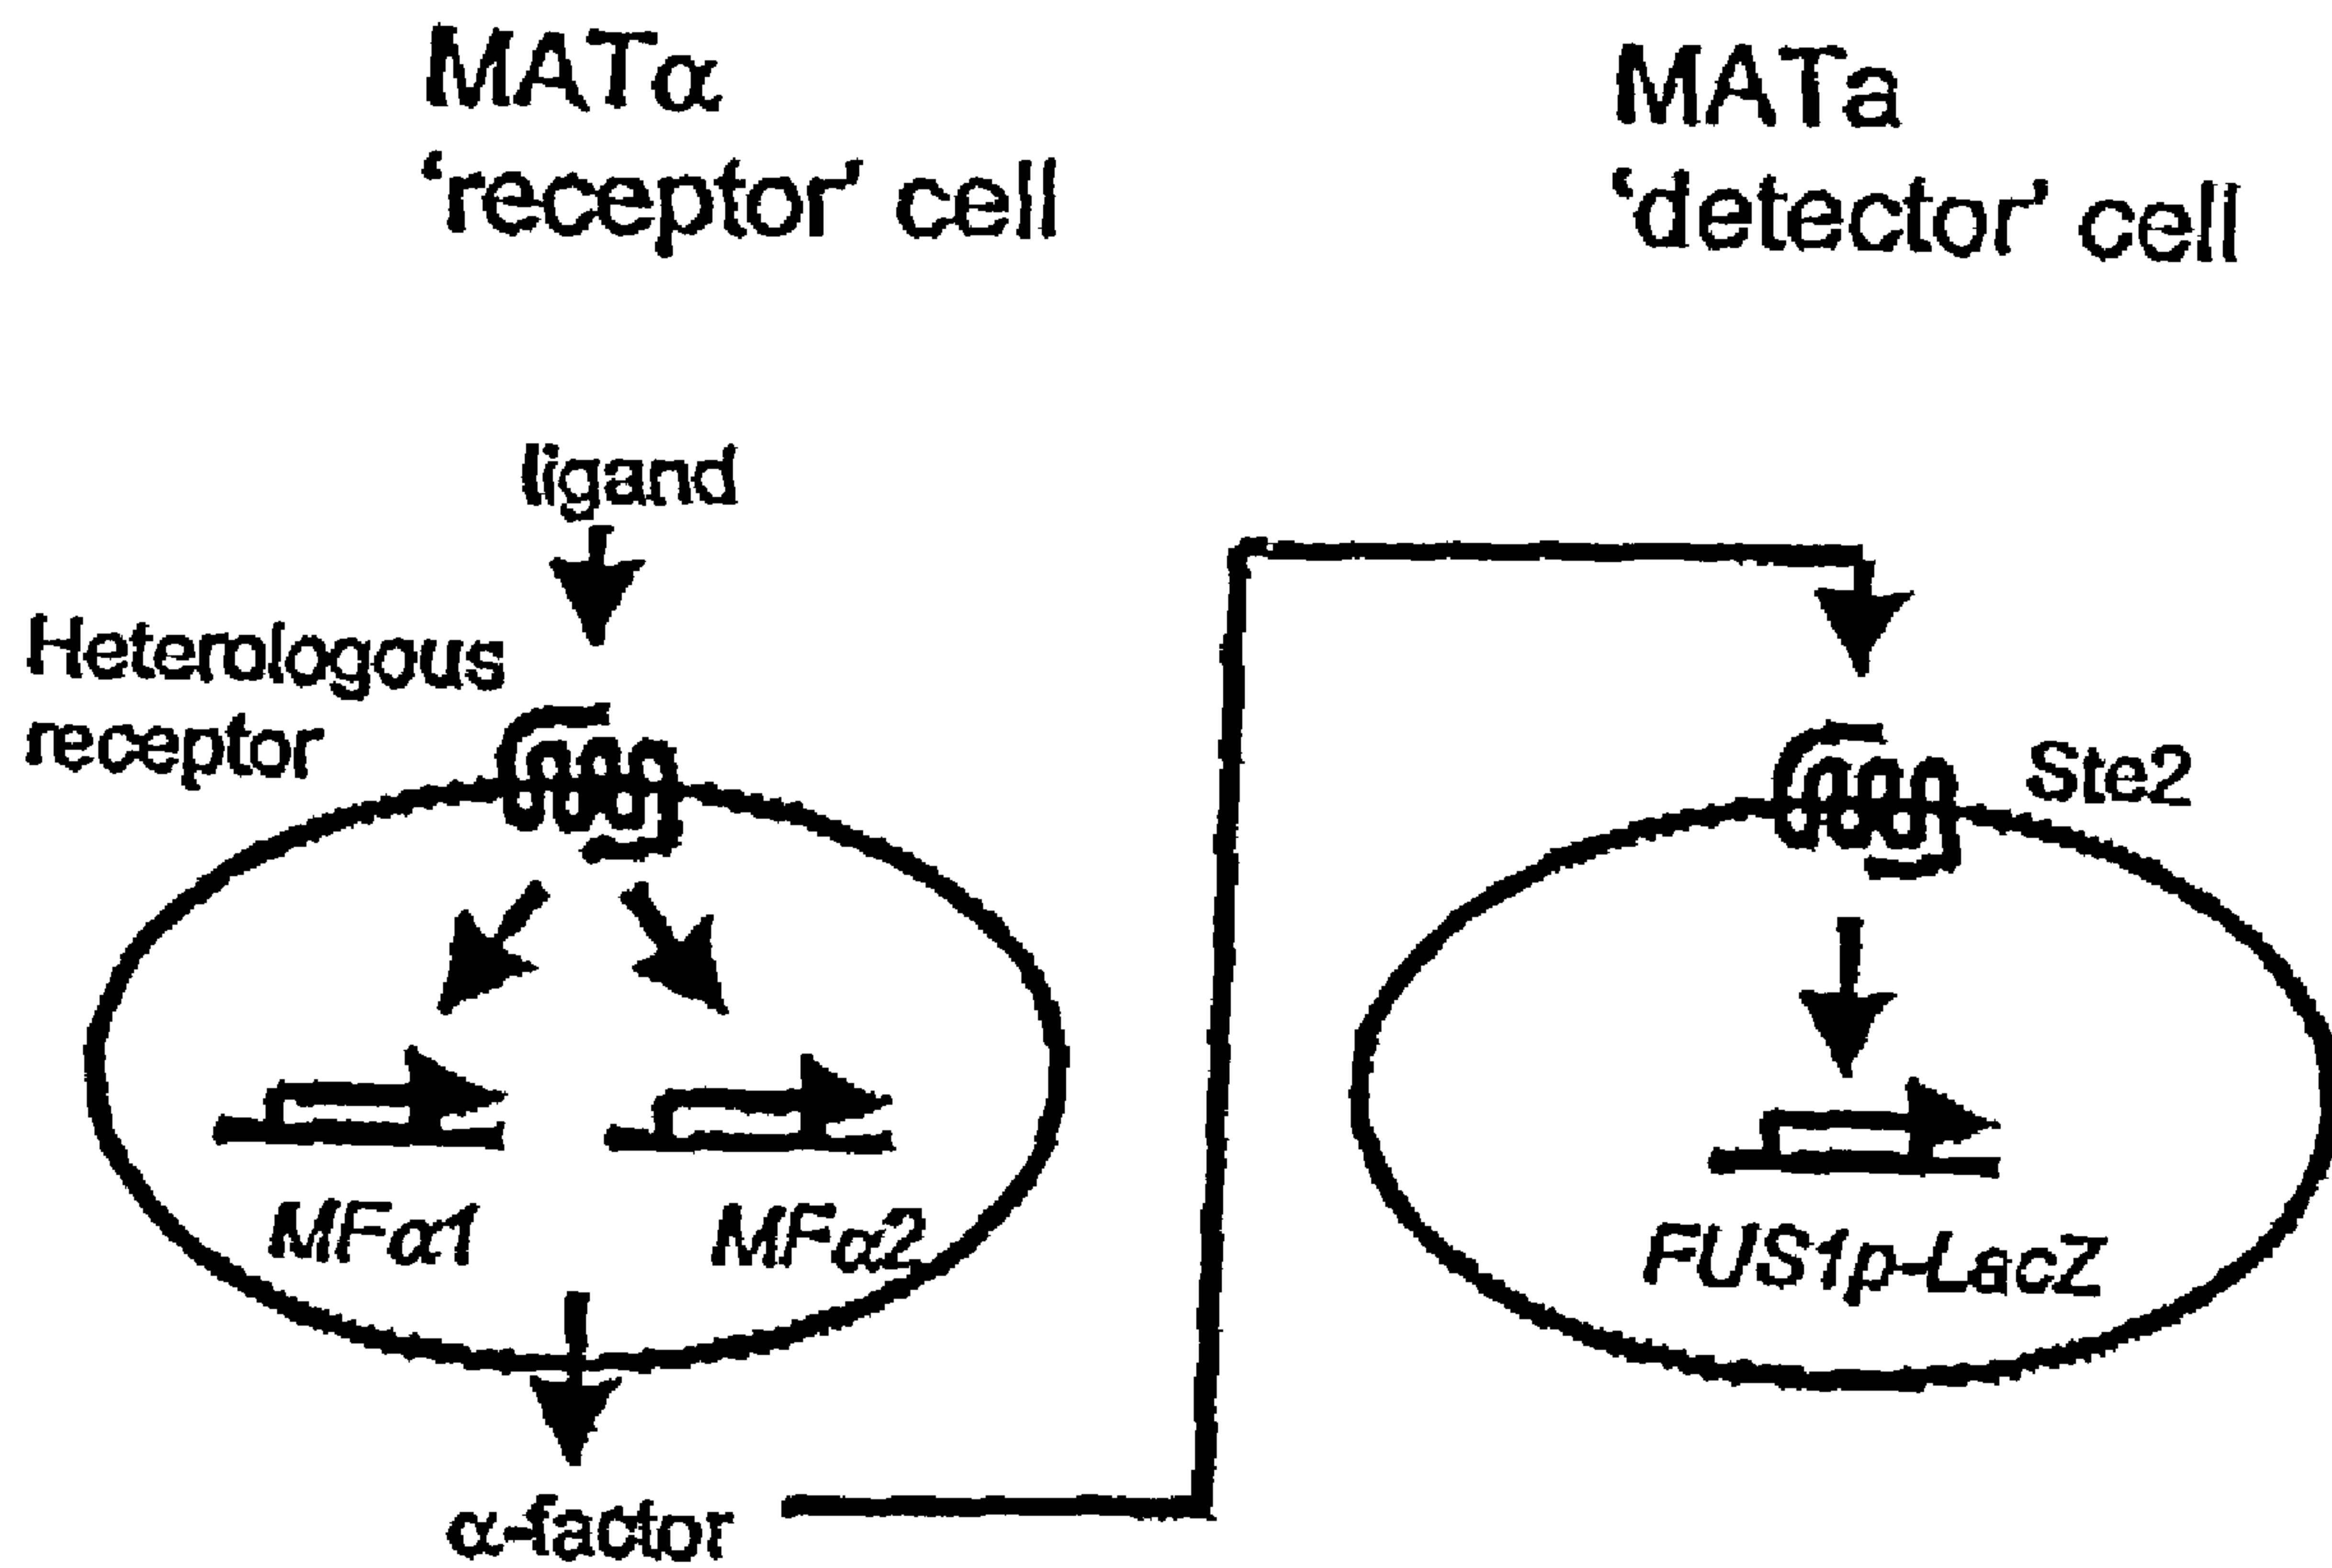 MATα
'receptor' cell
MATa
'detector' cell
ligand
Heterologous
receptor
Ste2
MFα1
MFα2
FUS1p-LacZ
α-factor